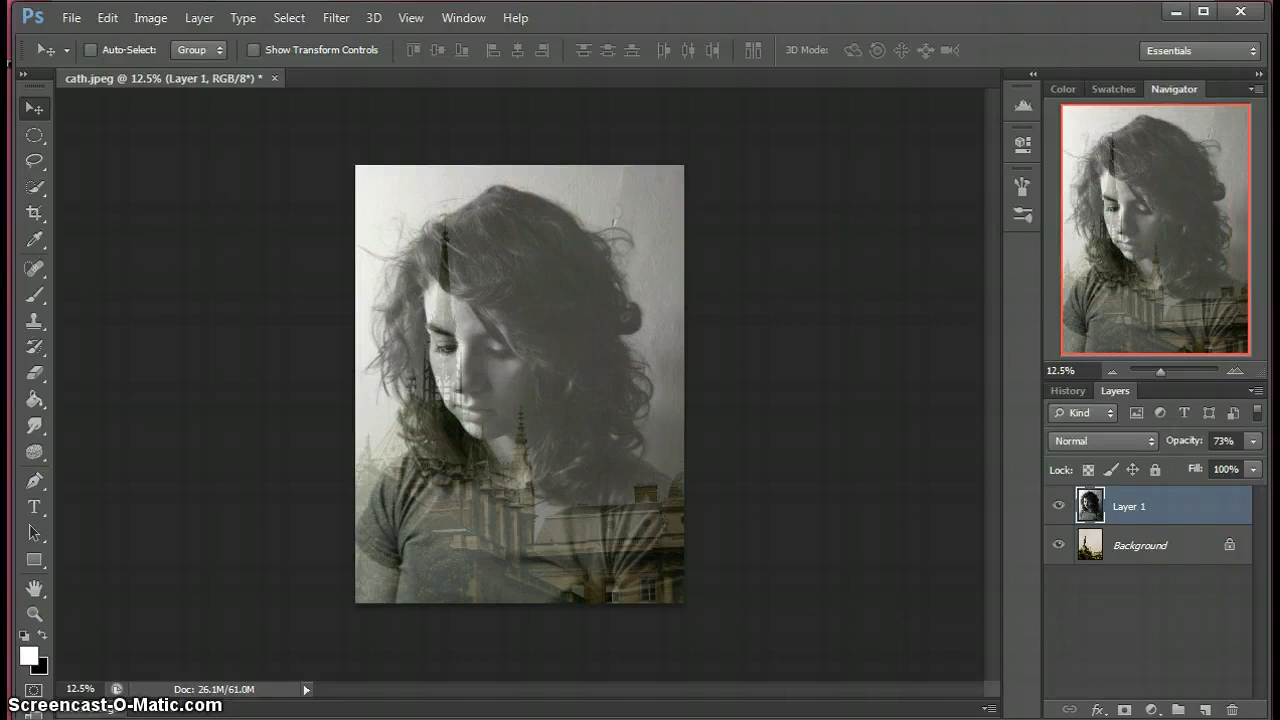 Ps File Edit Image Layer Type Select Filter 3D View Window Help
Auto-Select: Group Show Transform Controls 3D Mode: Essentials
cath.jpeg @ 12.5% (Layer 1, RGB/8*) * ×
Color Swatches Navigator
12.5%
History Layers
Kind
Normal Opacity: 73%
Lock: Fill: 100%
Layer 1
Background
12.5% Doc: 26.1M/61.0M
Screencast-O-Matic.com